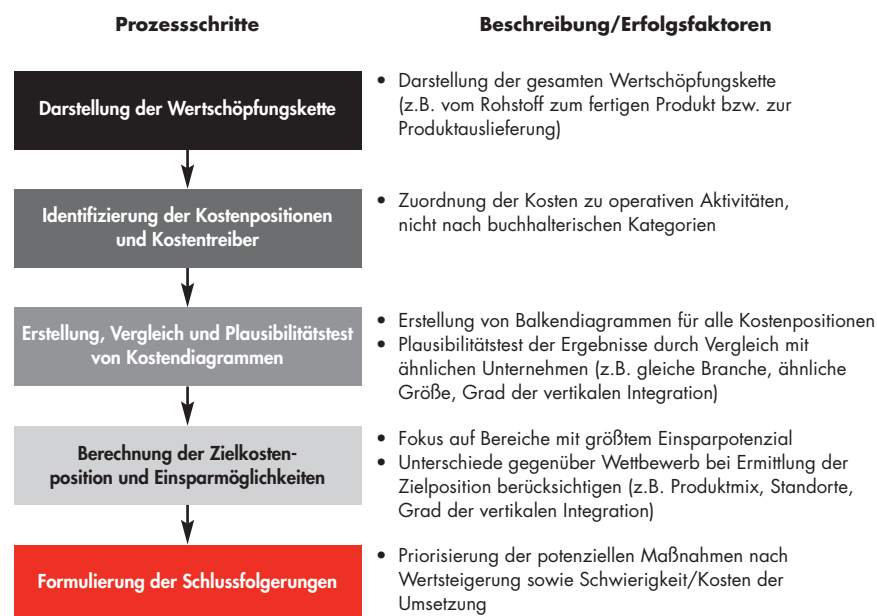 Prozessschritte
Beschreibung/Erfolgsfaktoren
Darstellung der Wertschöpfungskette
• Darstellung der gesamten Wertschöpfungskette
(z.B. vom Rohstoff zum fertigen Produkt bzw. zur
Produktauslieferung)
Identifizierung der Kostenpositionen
und Kostentreiber
• Zuordnung der Kosten zu operativen Aktivitäten,
nicht nach buchhalterischen Kategorien
Erstellung, Vergleich und Plausibilitätstest
von Kostendiagrammen
• Erstellung von Balkendiagrammen für alle Kostenpositionen
• Plausibilitätstest der Ergebnisse durch Vergleich mit
ähnlichen Unternehmen (z.B. gleiche Branche, ähnliche
Größe, Grad der vertikalen Integration)
Berechnung der Zielkosten-
position und Einsparmöglichkeiten
• Fokus auf Bereiche mit größtem Einsparpotenzial
• Unterschiede gegenüber Wettbewerb bei Ermittlung der
Zielposition berücksichtigen (z.B. Produktmix, Standorte,
Grad der vertikalen Integration)
Formulierung der Schlussfolgerungen
• Priorisierung der potenziellen Maßnahmen nach
Wertsteigerung sowie Schwierigkeit/Kosten der
Umsetzung